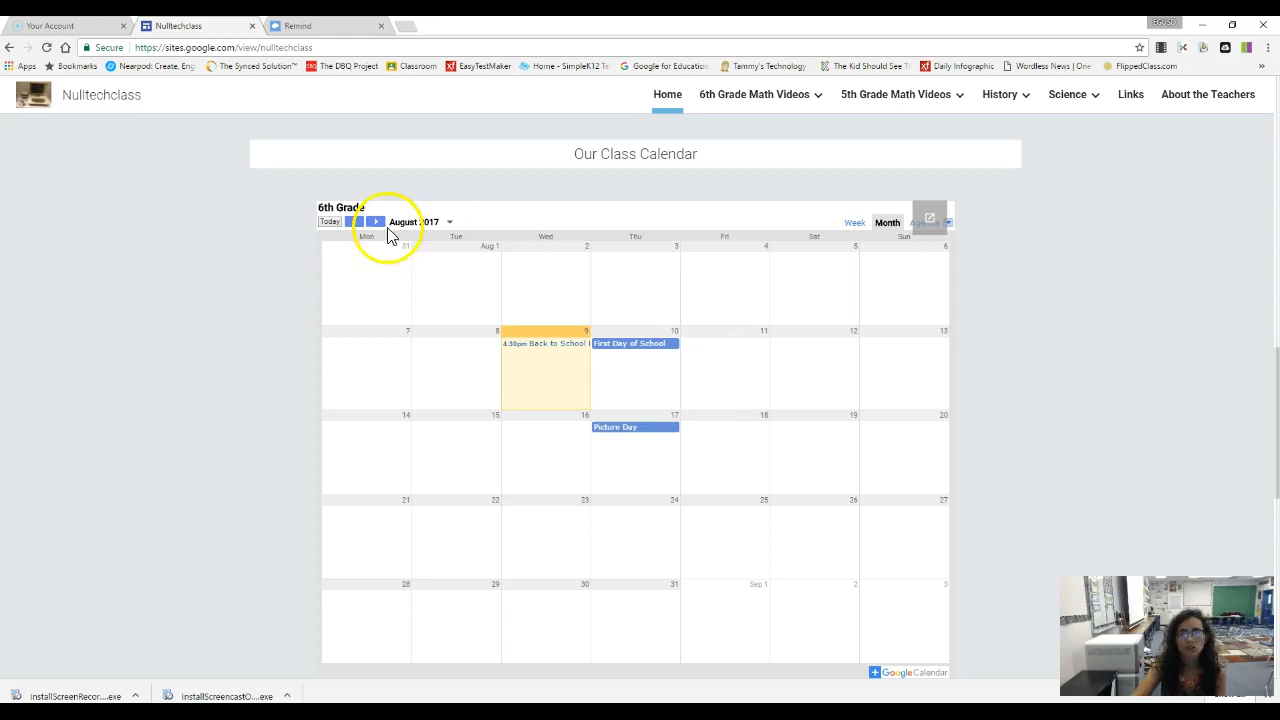 Your Account
Nulltechclass
Remind
EGUSD
Secure
https://sites.google.com/view/nulltechclass
Apps
Bookmarks
Nearpod: Create, Eng
The Synced Solution™
The DBQ Project
Classroom
EasyTestMaker
Home - SimpleK12 Te
Google for Education
Tammy's Technology
The Kid Should See T
Daily Infographic
Wordless News | One
FlippedClass.com
Nulltechclass
Home
6th Grade Math Videos
5th Grade Math Videos
History
Science
Links
About the Teachers
Our Class Calendar
6th Grade
Today
August 2017
Week
Month
Agenda
Mon Tue Wed Thu Fri Sat Sun
31 Aug 1 2 3 4 5 6
7 8 9 10 11 12 13
4:30pm Back to School
First Day of School
14 15 16 17 18 19 20
Picture Day
21 22 23 24 25 26 27
28 29 30 31 Sep 1 2 3
Google Calendar
InstallScreenRecor....exe
InstallScreencastO....exe